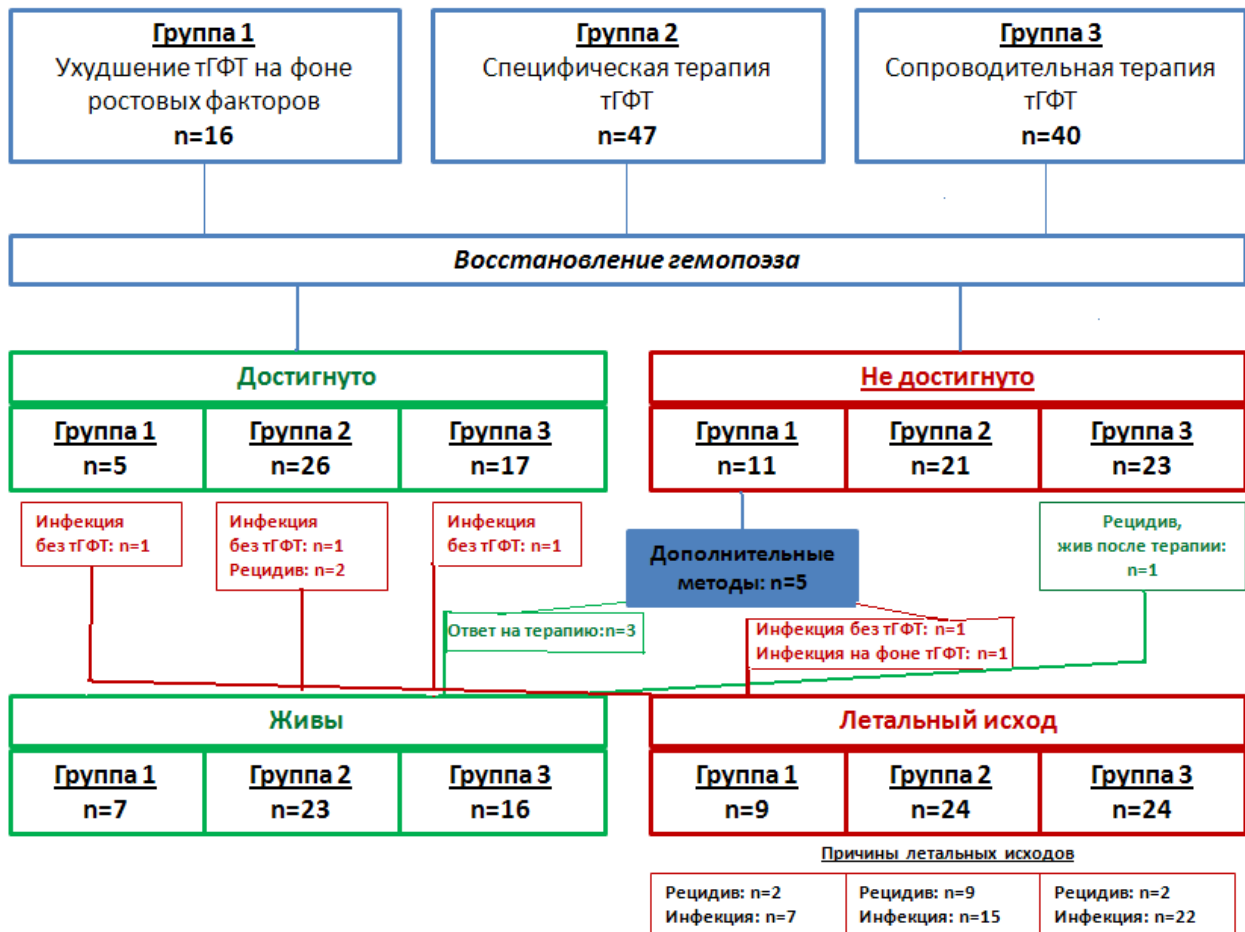 Группа 1
Ухудшение тГФТ на фоне
ростовых факторов
n=16
Группа 2
Специфическая терапия
тГФТ
n=47
Группа 3
Сопроводительная терапия
тГФТ
n=40
Восстановление гемопоэза
Достигнуто
Группа 1
n=5
Группа 2
n=26
Группа 3
n=17
Не достигнуто
Группа 1
n=11
Группа 2
n=21
Группа 3
n=23
Инфекция
без тГФТ: n=1
Инфекция
без тГФТ: n=1
Рецидив: n=2
Инфекция
без тГФТ: n=1
Дополнительные
методы: n=5
Рецидив,
жив после терапии:
n=1
Ответ на терапию:n=3
Инфекция без тГФТ: n=1
Инфекция на фоне тГФТ: n=1
Живы
Группа 1
n=7
Группа 2
n=23
Группа 3
n=16
Летальный исход
Группа 1
n=9
Группа 2
n=24
Группа 3
n=24
Причины летальных исходов
Рецидив: n=2
Инфекция: n=7
Рецидив: n=9
Инфекция: n=15
Рецидив: n=2
Инфекция: n=22